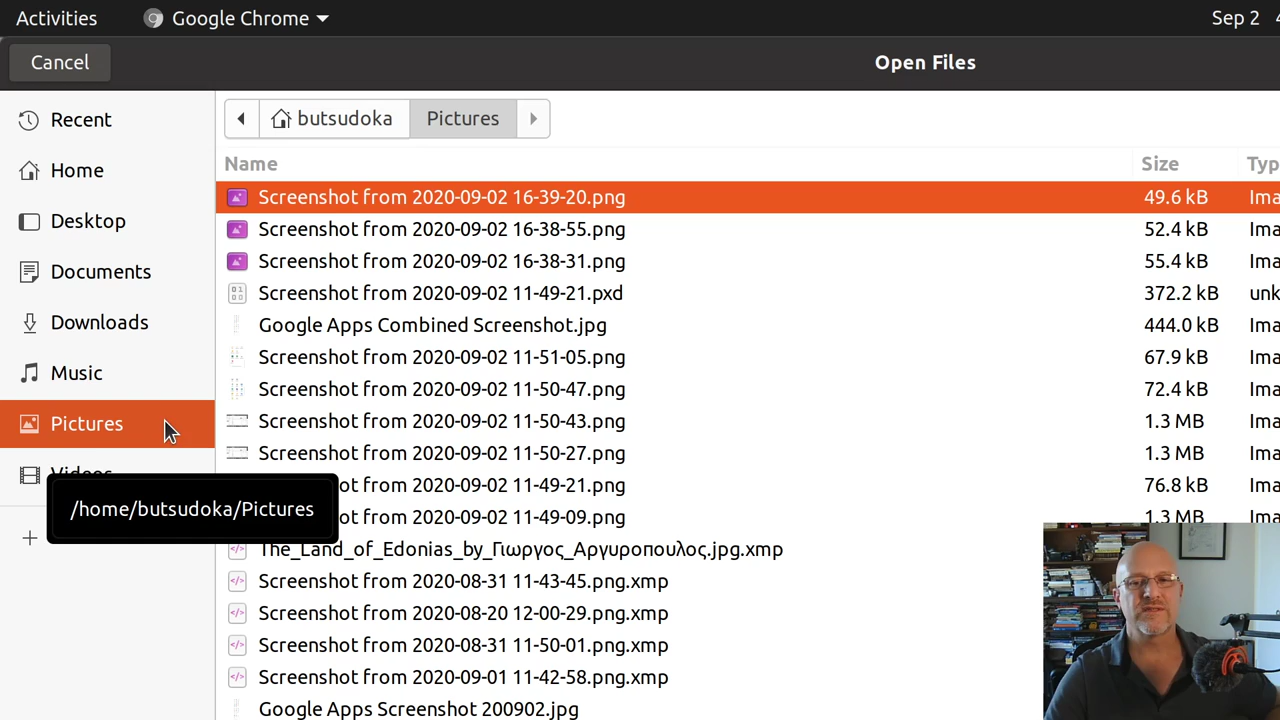 Activities Google Chrome Sep 2
Cancel Open Files
Recent
Home
Desktop
Documents
Downloads
Music
Pictures
/home/butsudoka/Pictures
butsudoka Pictures
Name Size
Screenshot from 2020-09-02 16-39-20.png 49.6 kB Ima
Screenshot from 2020-09-02 16-38-55.png 52.4 kB Ima
Screenshot from 2020-09-02 16-38-31.png 55.4 kB Ima
Screenshot from 2020-09-02 11-49-21.pxd 372.2 kB unk
Google Apps Combined Screenshot.jpg 444.0 kB Ima
Screenshot from 2020-09-02 11-51-05.png 67.9 kB Ima
Screenshot from 2020-09-02 11-50-47.png 72.4 kB Ima
Screenshot from 2020-09-02 11-50-43.png 1.3 MB Ima
Screenshot from 2020-09-02 11-50-27.png 1.3 MB Ima
from 2020-09-02 11-49-21.png 76.8 kB Ima
from 2020-09-02 11-49-09.png 1.3 MB Ima
The_Land_of_Edonias_by_Γιωργος_Αργυροπουλος.jpg.xmp
Screenshot from 2020-08-31 11-43-45.png.xmp
Screenshot from 2020-08-20 12-00-29.png.xmp
Screenshot from 2020-08-31 11-50-01.png.xmp
Screenshot from 2020-09-01 11-42-58.png.xmp
Google Apps Screenshot 200902.jpg